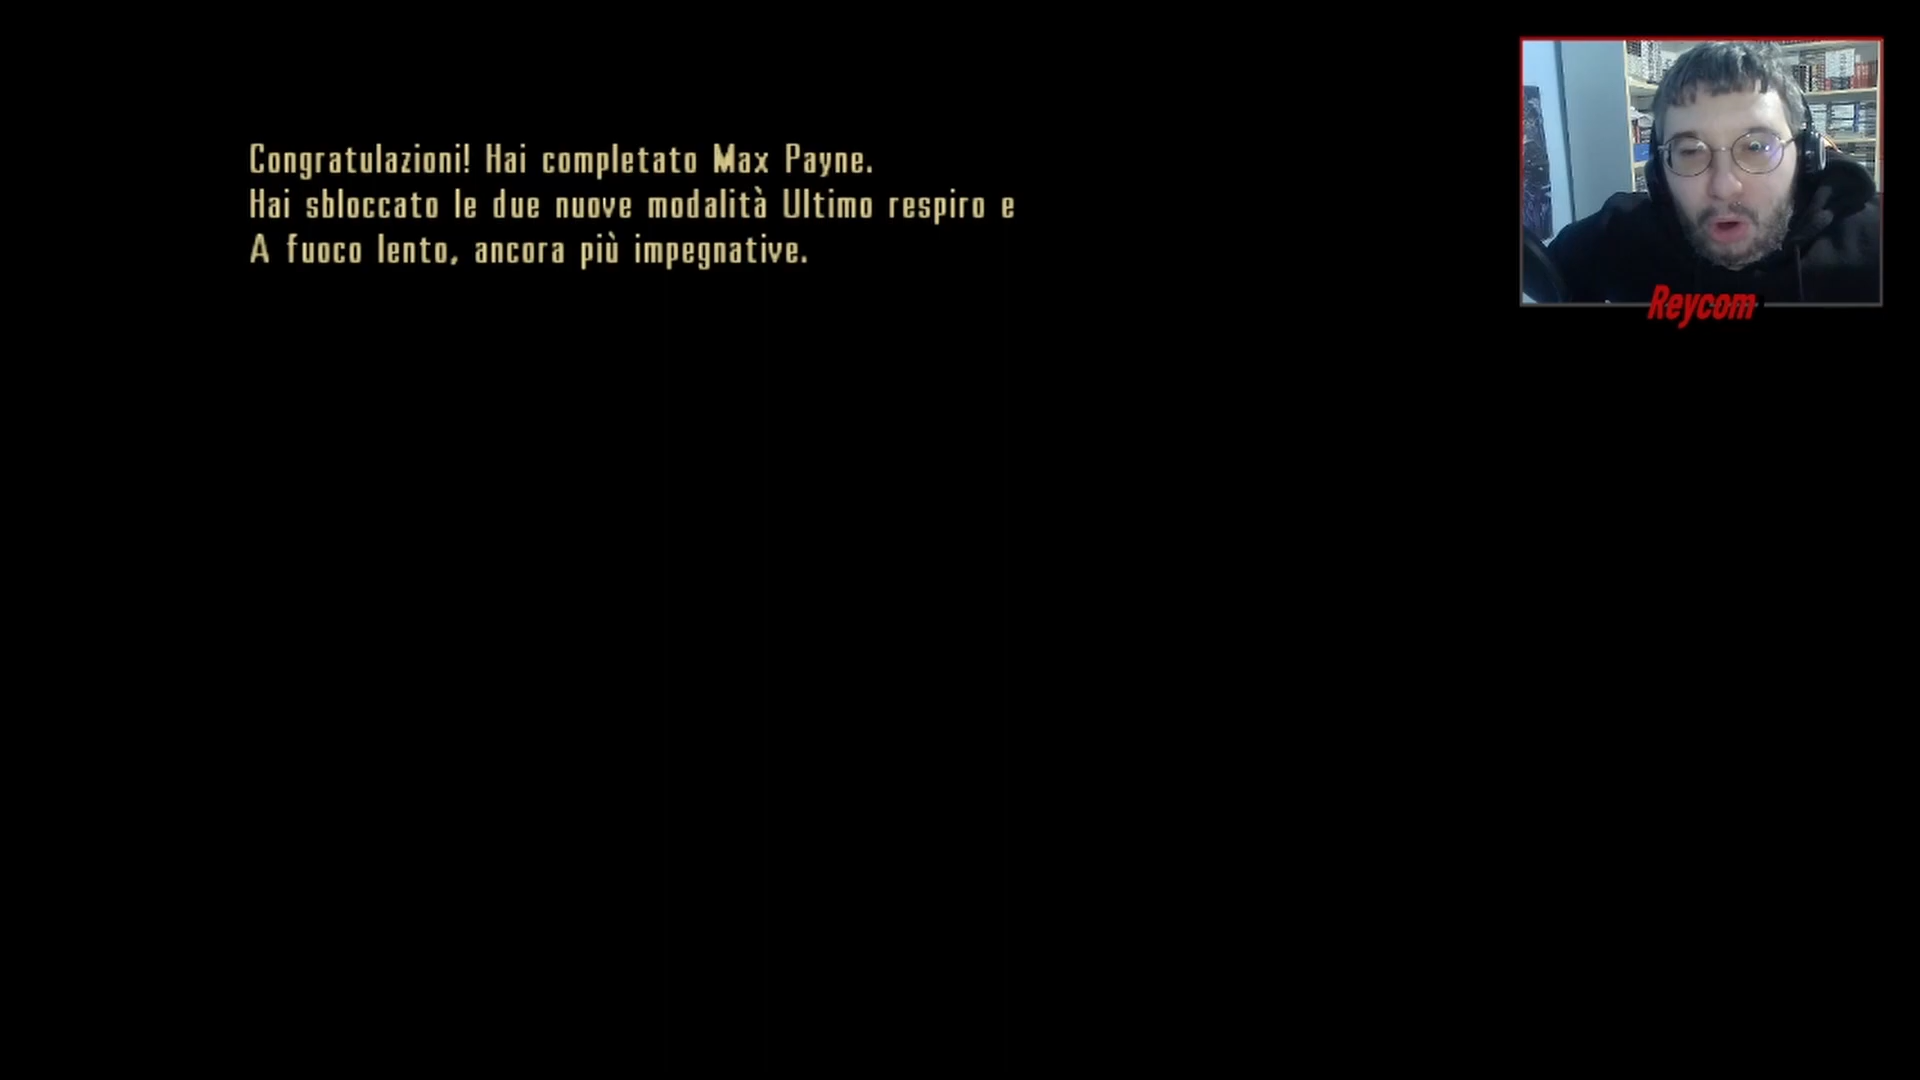 Congratulazioni! Hai completato Max Payne.
Hai sbloccato le due nuove modalità Ultimo respiro e
A fuoco lento, ancora più impegnative.
Reycom